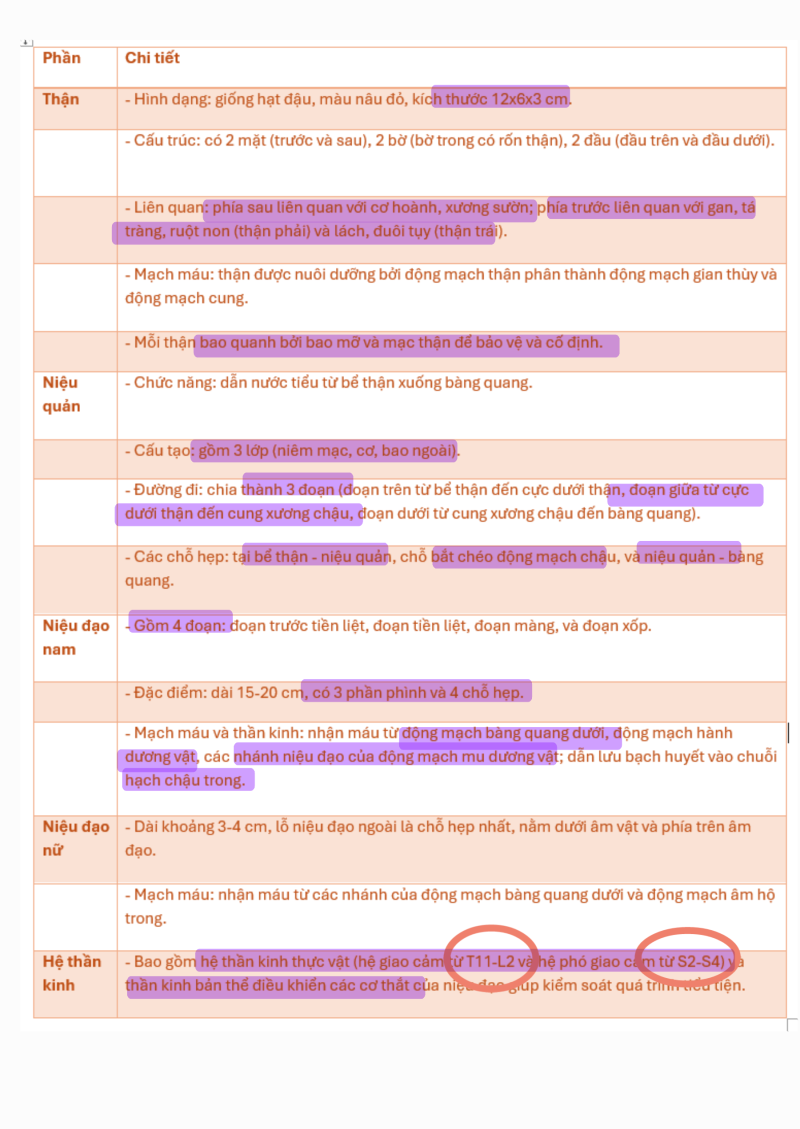 Phần
Chi tiết
Thận
- Hình dạng: giống hạt đậu, màu nâu đỏ, kích thước 12x6x3 cm.
- Cấu trúc: có 2 mặt (trước và sau), 2 bờ (bờ trong có rốn thận), 2 đầu (đầu trên và đầu dưới).
- Liên quan: phía sau liên quan với cơ hoành, xương sườn; phía trước liên quan với gan, tá
tràng, ruột non (thận phải) và lách, đuôi tụy (thận trái).
- Mạch máu: thận được nuôi dưỡng bởi động mạch thận phân thành động mạch gian thùy và
động mạch cung.
- Mỗi thận bao quanh bởi bao mỡ và mạc thận để bảo vệ và cố định.
Niệu
quản
- Chức năng: dẫn nước tiểu từ bể thận xuống bàng quang.
- Cấu tạo: gồm 3 lớp (niêm mạc, cơ, bao ngoài).
- Đường đi: chia thành 3 đoạn (đoạn trên từ bể thận đến cực dưới thận, đoạn giữa từ cực
dưới thận đến cung xương chậu, đoạn dưới từ cung xương chậu đến bàng quang).
- Các chỗ hẹp: tại bể thận - niệu quản, chỗ bắt chéo động mạch chậu, và niệu quản - bàng
quang.
Niệu đạo
nam
- Gồm 4 đoạn: đoạn trước tiền liệt, đoạn tiền liệt, đoạn màng, và đoạn xốp.
- Đặc điểm: dài 15-20 cm, có 3 phần phình và 4 chỗ hẹp.
- Mạch máu và thần kinh: nhận máu từ động mạch bàng quang dưới, động mạch hành
dương vật, các nhánh niệu đạo của động mạch mu dương vật; dẫn lưu bạch huyết vào chuỗi
hạch chậu trong.
Niệu đạo
nữ
- Dài khoảng 3-4 cm, lỗ niệu đạo ngoài là chỗ hẹp nhất, nằm dưới âm vật và phía trên âm
đạo.
- Mạch máu: nhận máu từ các nhánh của động mạch bàng quang dưới và động mạch âm hộ
trong.
Hệ thần
kinh
- Bao gồm hệ thần kinh thực vật (hệ giao cảm từ T11-L2 và hệ phó giao cảm từ S2-S4) và
thần kinh bản thể điều khiển các cơ thắt của niệu đạo giúp kiểm soát quá trình tiểu tiện.